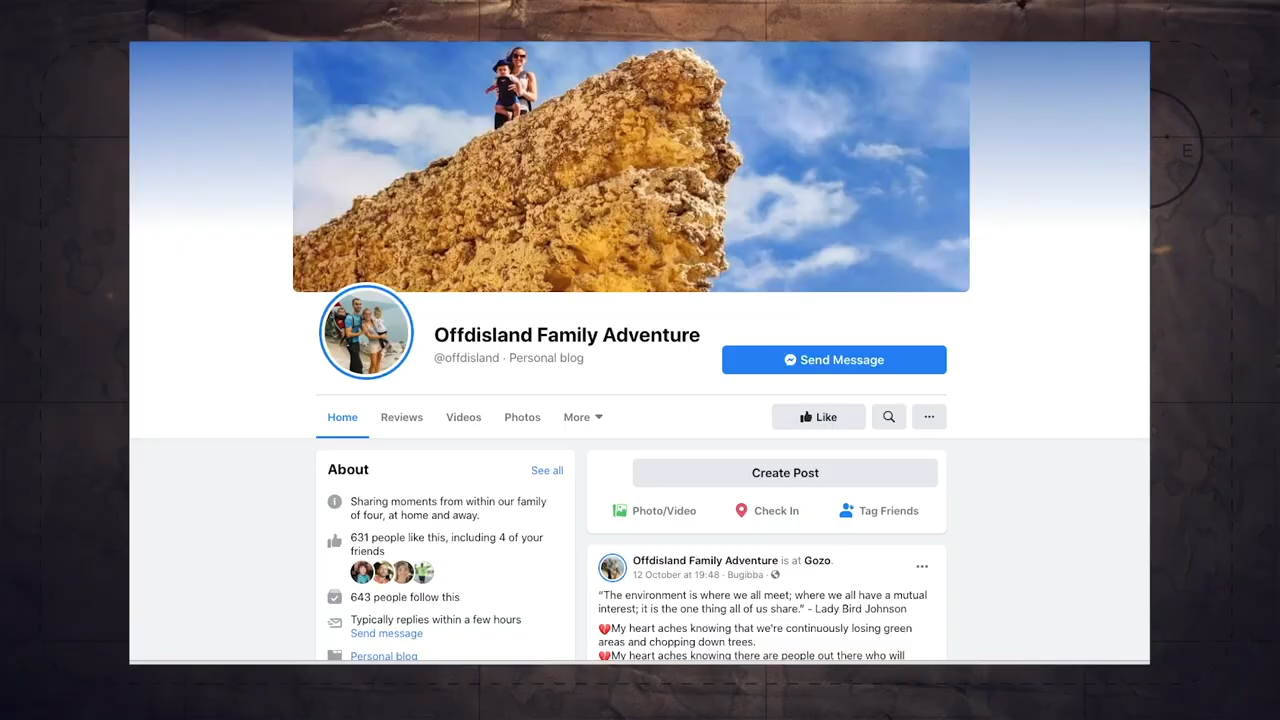 E
Offdisland Family Adventure
@offdisland · Personal blog
Send Message
Home
Reviews
Videos
Photos
More
Like
About
See all
Sharing moments from within our family
of four, at home and away.
631 people like this, including 4 of your
friends
643 people follow this
Typically replies within a few hours
Send message
Personal blog
Create Post
Photo/Video
Check In
Tag Friends
Offdisland Family Adventure is at Gozo.
12 October at 19:48 · Bugibba ·
“The environment is where we all meet; where we all have a mutual
interest; it is the one thing all of us share.” - Lady Bird Johnson
💔My heart aches knowing that we're continuously losing green
areas and chopping down trees.
💔My heart aches knowing there are people out there who will